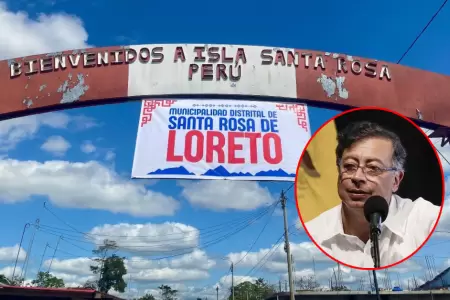 BIENVENIDOS A ISLA SANTA ROSA
PERU
MUNICIPALIDAD DISTRITAL DE
SANTA ROSA DE
LORETO